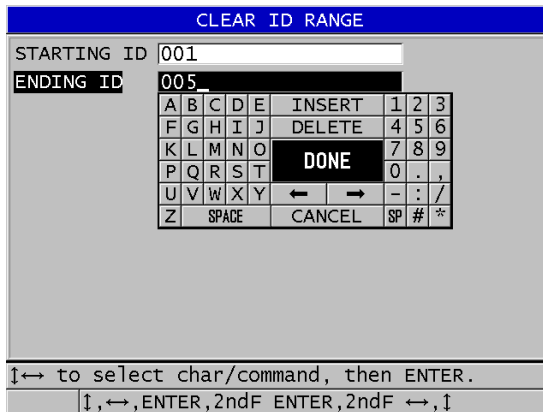 CLEAR ID RANGE
STARTING ID 001
ENDING ID 005_
A B C D E INSERT 1 2 3
F G H I J DELETE 4 5 6
K L M N O DONE 7 8 9
P Q R S T 0 . ,
U V W X Y ← → - : /
Z SPACE CANCEL SP # *
↕↔ to select char/command, then ENTER.
↕,↔,ENTER,2ndF ENTER,2ndF ↔,↕